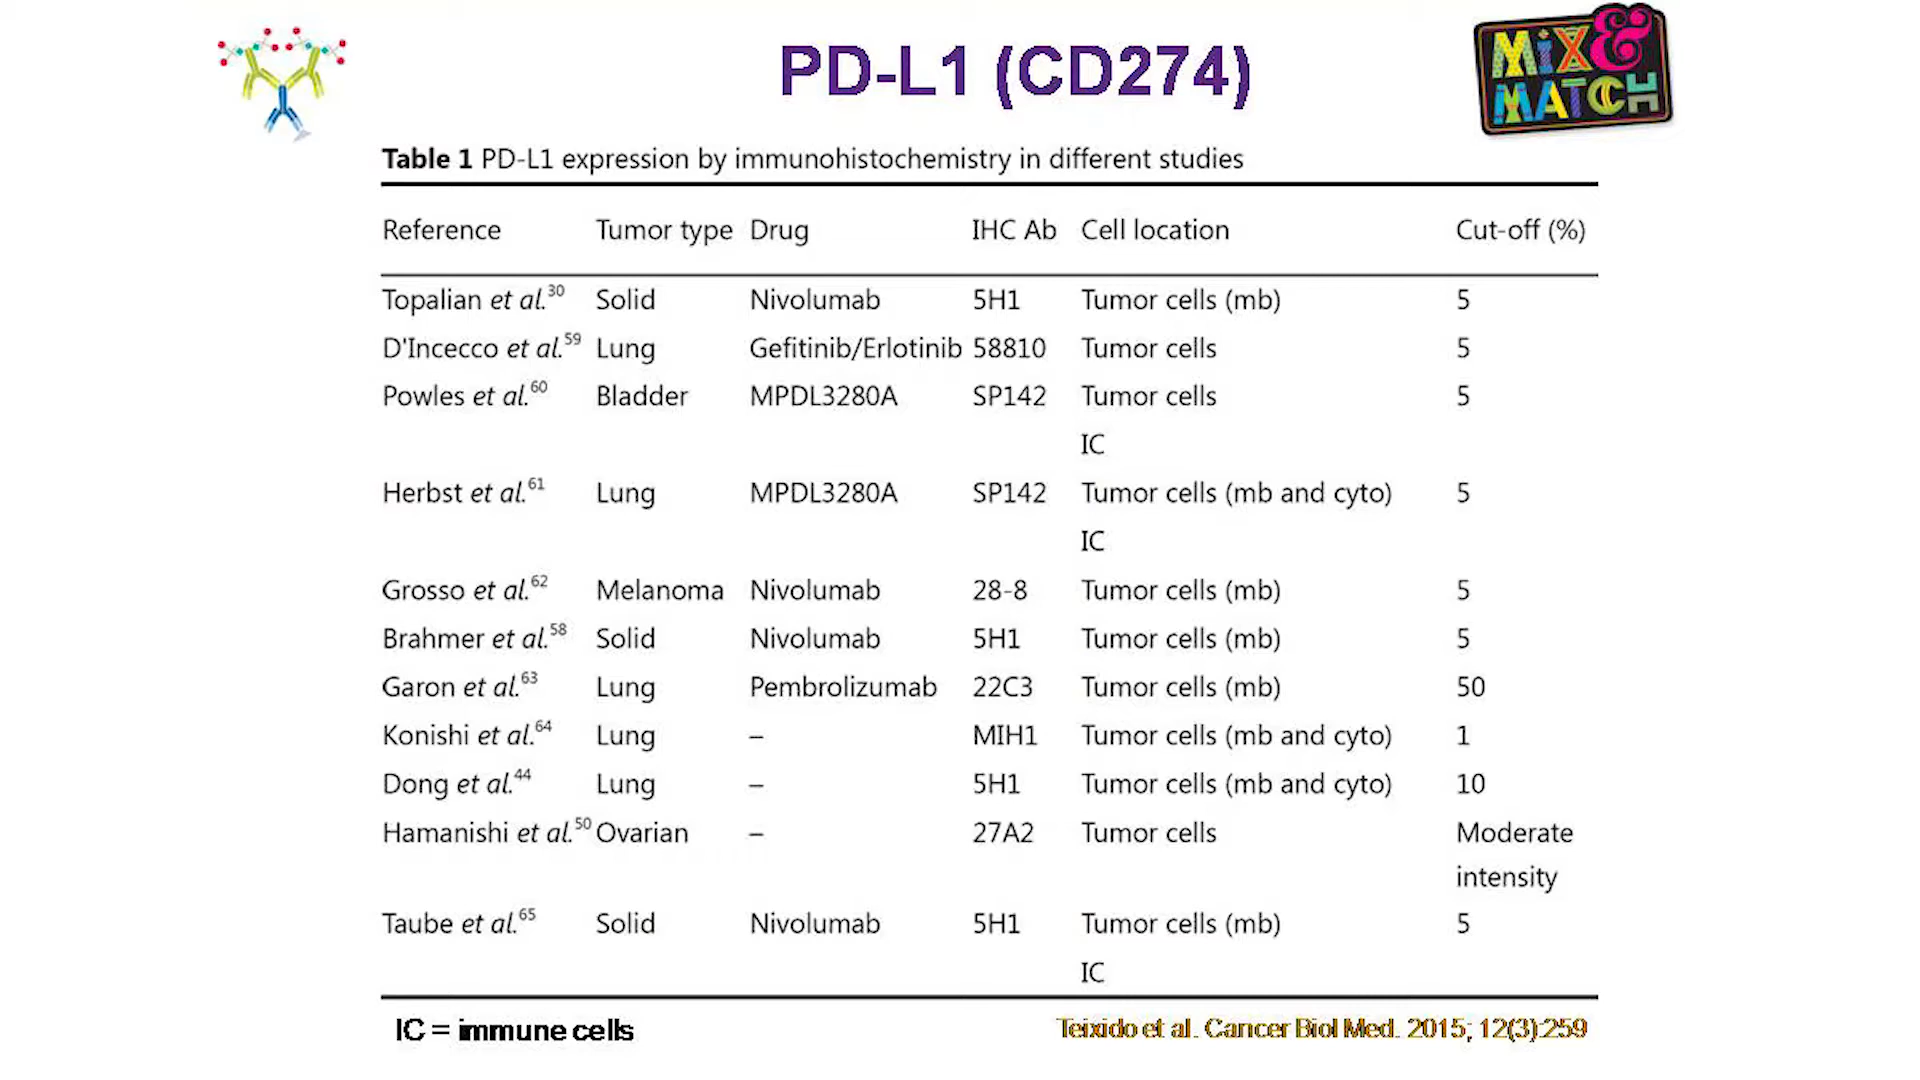 PD-L1 (CD274)
MiX &
MATCH
Table 1 PD-L1 expression by immunohistochemistry in different studies
Reference Tumor type Drug IHC Ab Cell location Cut-off (%)
Topalian et al.30 Solid Nivolumab 5H1 Tumor cells (mb) 5
D'Incecco et al.59 Lung Gefitinib/Erlotinib 58810 Tumor cells 5
Powles et al.60 Bladder MPDL3280A SP142 Tumor cells 5
IC
Herbst et al.61 Lung MPDL3280A SP142 Tumor cells (mb and cyto) 5
IC
Grosso et al.62 Melanoma Nivolumab 28-8 Tumor cells (mb) 5
Brahmer et al.58 Solid Nivolumab 5H1 Tumor cells (mb) 5
Garon et al.63 Lung Pembrolizumab 22C3 Tumor cells (mb) 50
Konishi et al.64 Lung – MIH1 Tumor cells (mb and cyto) 1
Dong et al.44 Lung – 5H1 Tumor cells (mb and cyto) 10
Hamanishi et al.50 Ovarian – 27A2 Tumor cells Moderate
intensity
Taube et al.65 Solid Nivolumab 5H1 Tumor cells (mb) 5
IC
IC = immune cells
Teixido et al. Cancer Biol Med. 2015; 12(3):259